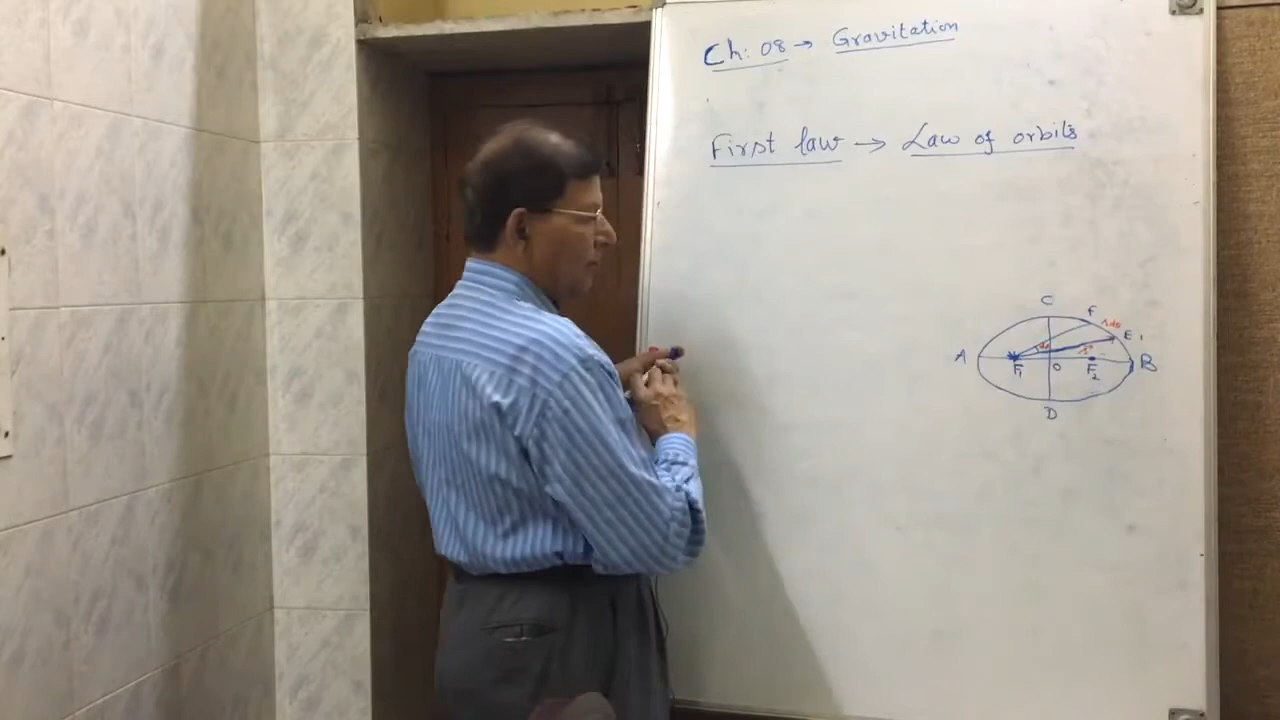 Ch: 08 → Gravitation
First law → Law of orbits
C
F
E
A
B
F1
O
F2
D